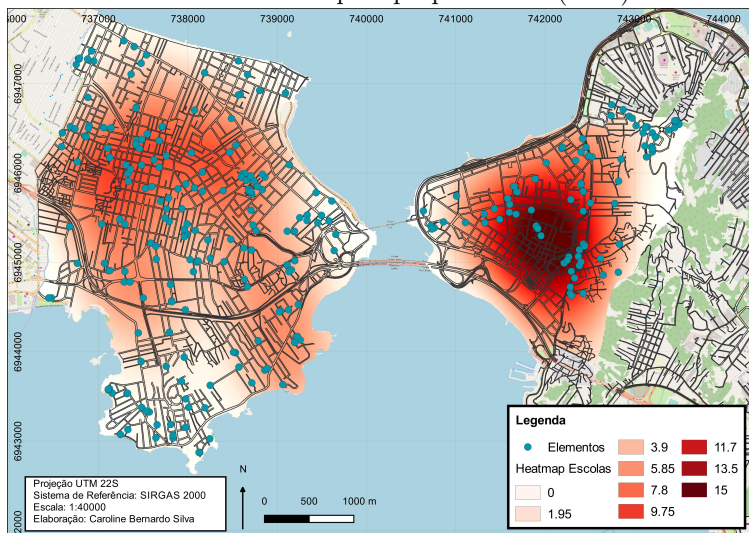 736000 737000 738000 739000 740000 741000 742000 743000 744000
6947000
6946000
6945000
6944000
6943000
Legenda
Elementos
Heatmap Escolas
0
1.95
3.9
5.85
7.8
9.75
11.7
13.5
15
Projeção UTM 22S
Sistema de Referência: SIRGAS 2000
Escala: 1:40000
Elaboração: Caroline Bernardo Silva
N
0 500 1000 m